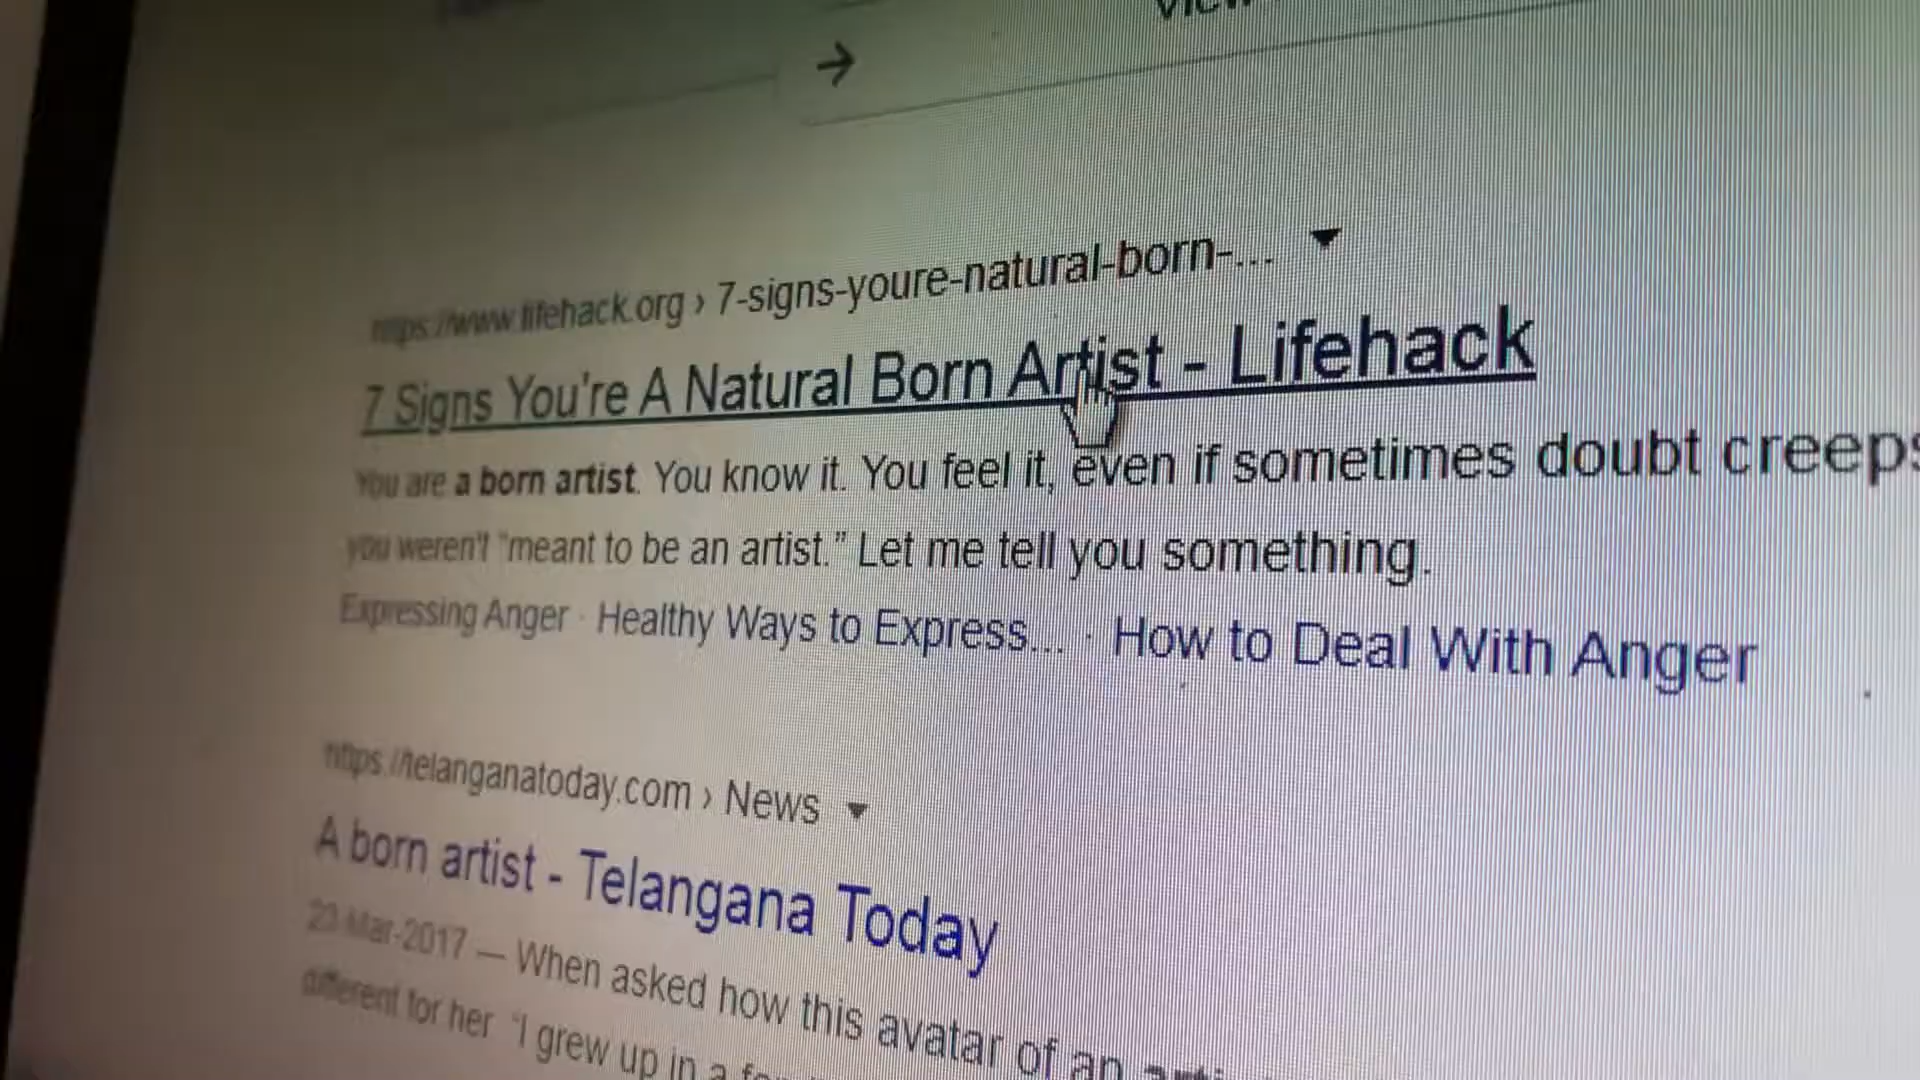 https://www.lifehack.org › 7-signs-youre-natural-born-...
7 Signs You're A Natural Born Artist - Lifehack
You are a born artist. You know it. You feel it, even if sometimes doubt creeps
you weren't "meant to be an artist." Let me tell you something.
Expressing Anger · Healthy Ways to Express... · How to Deal With Anger
https://telanganatoday.com › News
A born artist - Telangana Today
23-Mar-2017 — When asked how this avatar of an
different for her "I grew up in a